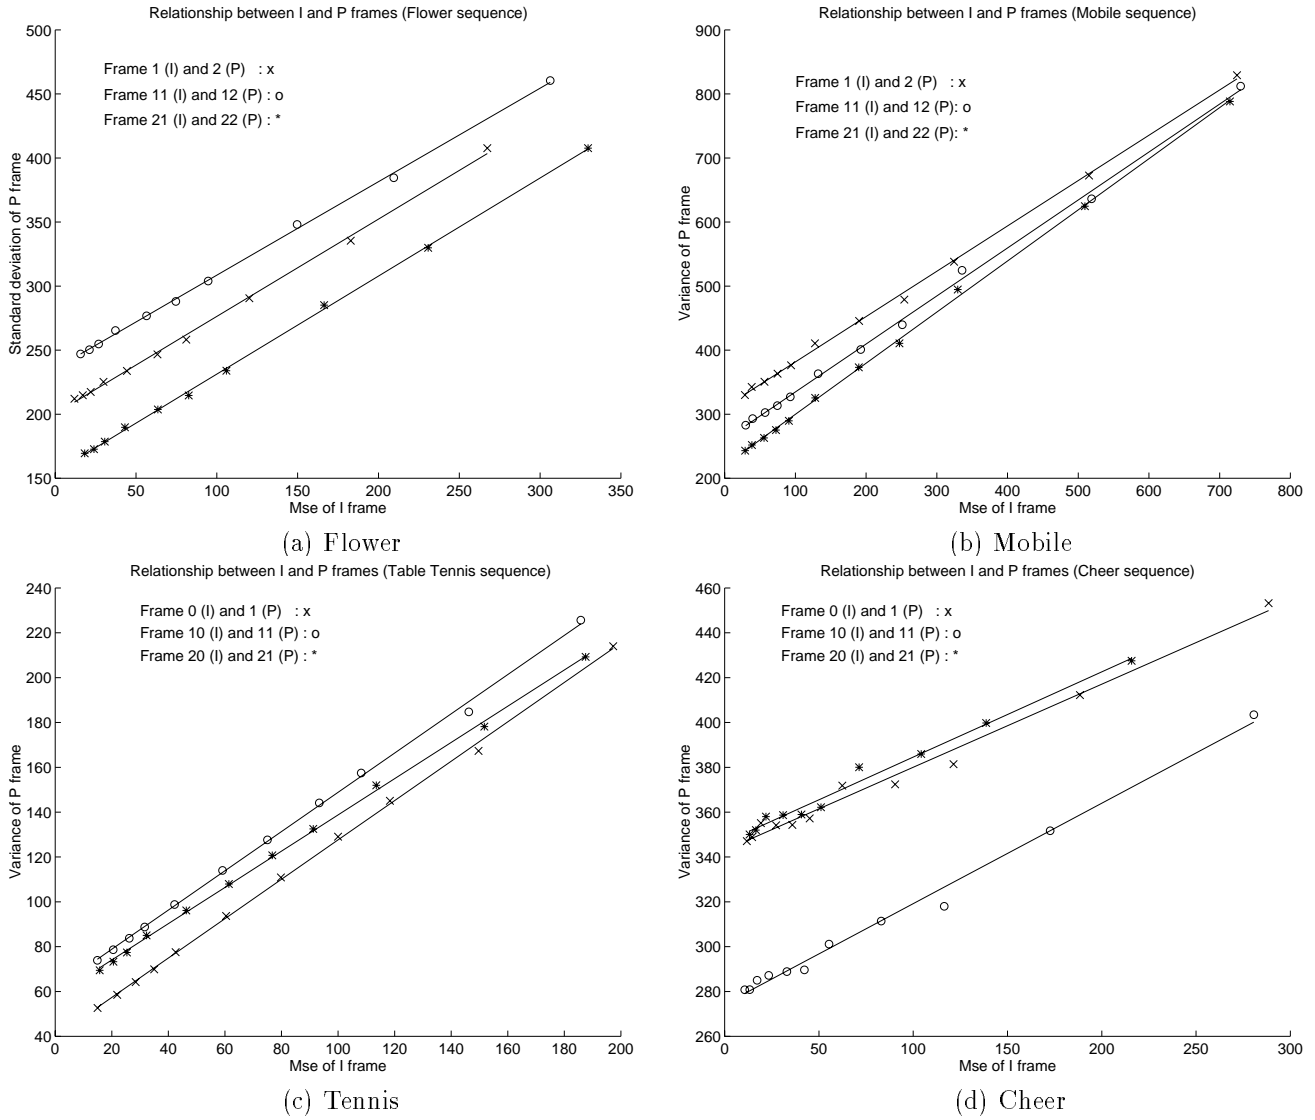 Relationship between I and P frames (Flower sequence)
Standard deviation of P frame
500
450
400
350
300
250
200
150
Frame 1 (I) and 2 (P) : x
Frame 11 (I) and 12 (P) : o
Frame 21 (I) and 22 (P) : *
0 50 100 150 200 250 300 350
Mse of I frame
(a) Flower
Relationship between I and P frames (Mobile sequence)
Variance of P frame
900
800
700
600
500
400
300
200
Frame 1 (I) and 2 (P) : x
Frame 11 (I) and 12 (P): o
Frame 21 (I) and 22 (P): *
0 100 200 300 400 500 600 700 800
Mse of I frame
(b) Mobile
Relationship between I and P frames (Table Tennis sequence)
Variance of P frame
240
220
200
180
160
140
120
100
80
60
40
Frame 0 (I) and 1 (P) : x
Frame 10 (I) and 11 (P) : o
Frame 20 (I) and 21 (P) : *
0 20 40 60 80 100 120 140 160 180 200
Mse of I frame
(c) Tennis
Relationship between I and P frames (Cheer sequence)
Variance of P frame
460
440
420
400
380
360
340
320
300
280
260
Frame 0 (I) and 1 (P) : x
Frame 10 (I) and 11 (P) : o
Frame 20 (I) and 21 (P) : *
0 50 100 150 200 250 300
Mse of I frame
(d) Cheer